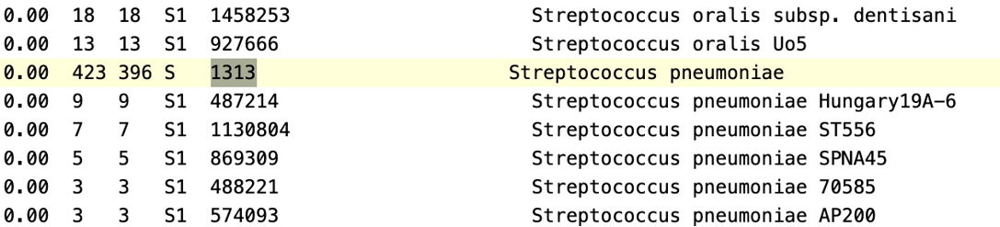 0.00 18 18 S1 1458253 Streptococcus oralis subsp. dentisani
0.00 13 13 S1 927666 Streptococcus oralis Uo5
0.00 423 396 S 1313 Streptococcus pneumoniae
0.00 9 9 S1 487214 Streptococcus pneumoniae Hungary19A-6
0.00 7 7 S1 1130804 Streptococcus pneumoniae ST556
0.00 5 5 S1 869309 Streptococcus pneumoniae SPNA45
0.00 3 3 S1 488221 Streptococcus pneumoniae 70585
0.00 3 3 S1 574093 Streptococcus pneumoniae AP200